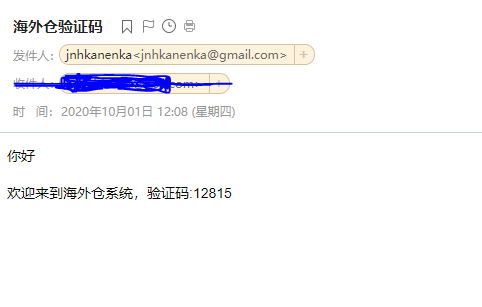 海外仓验证码
发件人：jnhkanenka<jnhkanenka@gmail.com> +
收件人： com> +
时 间：2020年10月01日 12:08 (星期四)
你好
欢迎来到海外仓系统，验证码:12815